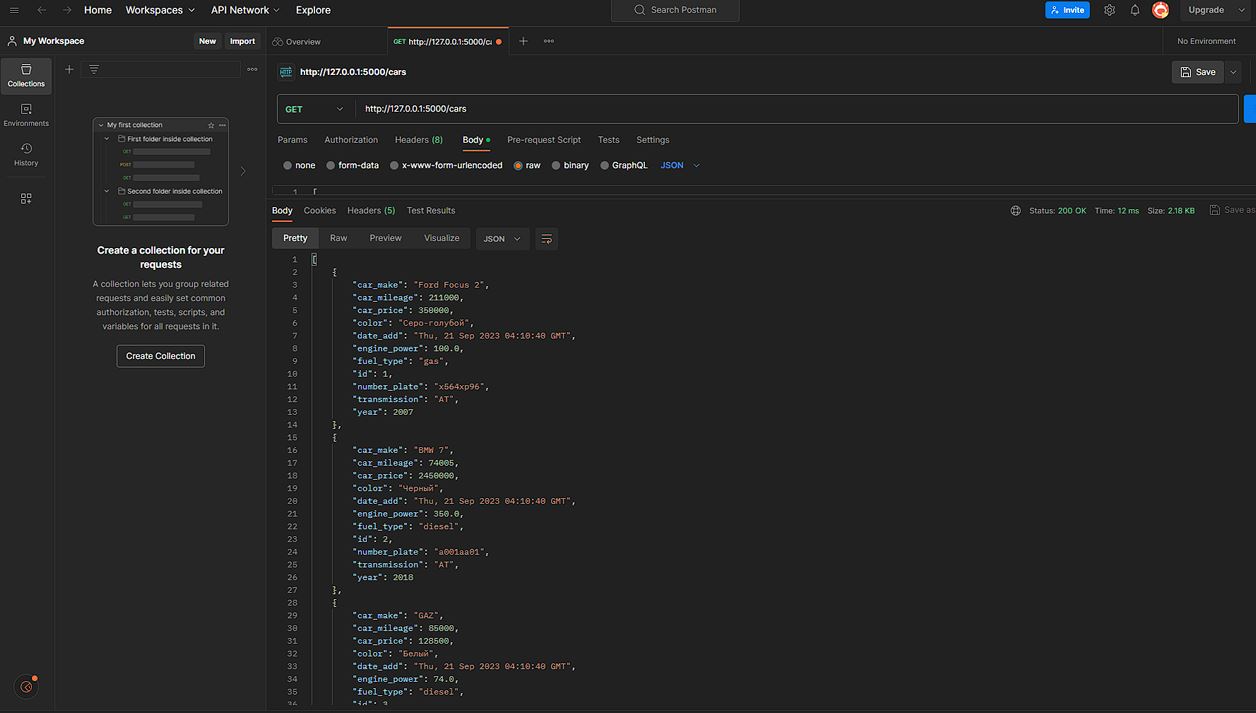 Home Workspaces API Network Explore Search Postman Invite Upgrade
My Workspace New Import Overview GET http://127.0.0.1:5000/ca No Environment
Collections
Environments
History
My first collection
First folder inside collection
GET
POST
GET
Second folder inside collection
GET
GET
Create a collection for your
requests
A collection lets you group related
requests and easily set common
authorization, tests, scripts, and
variables for all requests in it.
Create Collection
HTTP http://127.0.0.1:5000/cars Save
GET http://127.0.0.1:5000/cars
Params Authorization Headers (8) Body Pre-request Script Tests Settings
none form-data x-www-form-urlencoded raw binary GraphQL JSON
1 [
Body Cookies Headers (5) Test Results Status: 200 OK Time: 12 ms Size: 2.18 KB Save as
Pretty Raw Preview Visualize JSON
1 [
2 {
3 "car_make": "Ford Focus 2",
4 "car_mileage": 211000,
5 "car_price": 350000,
6 "color": "Серо-голубой",
7 "date_add": "Thu, 21 Sep 2023 04:10:40 GMT",
8 "engine_power": 100.0,
9 "fuel_type": "gas",
10 "id": 1,
11 "number_plate": "x564xp96",
12 "transmission": "AT",
13 "year": 2007
14 },
15 {
16 "car_make": "BMW 7",
17 "car_mileage": 74005,
18 "car_price": 2450000,
19 "color": "Черный",
20 "date_add": "Thu, 21 Sep 2023 04:10:40 GMT",
21 "engine_power": 350.0,
22 "fuel_type": "diesel",
23 "id": 2,
24 "number_plate": "a001aa01",
25 "transmission": "AT",
26 "year": 2018
27 },
28 {
29 "car_make": "GAZ",
30 "car_mileage": 85000,
31 "car_price": 128500,
32 "color": "Белый",
33 "date_add": "Thu, 21 Sep 2023 04:10:40 GMT",
34 "engine_power": 74.0,
35 "fuel_type": "diesel",
36 "id": 3,